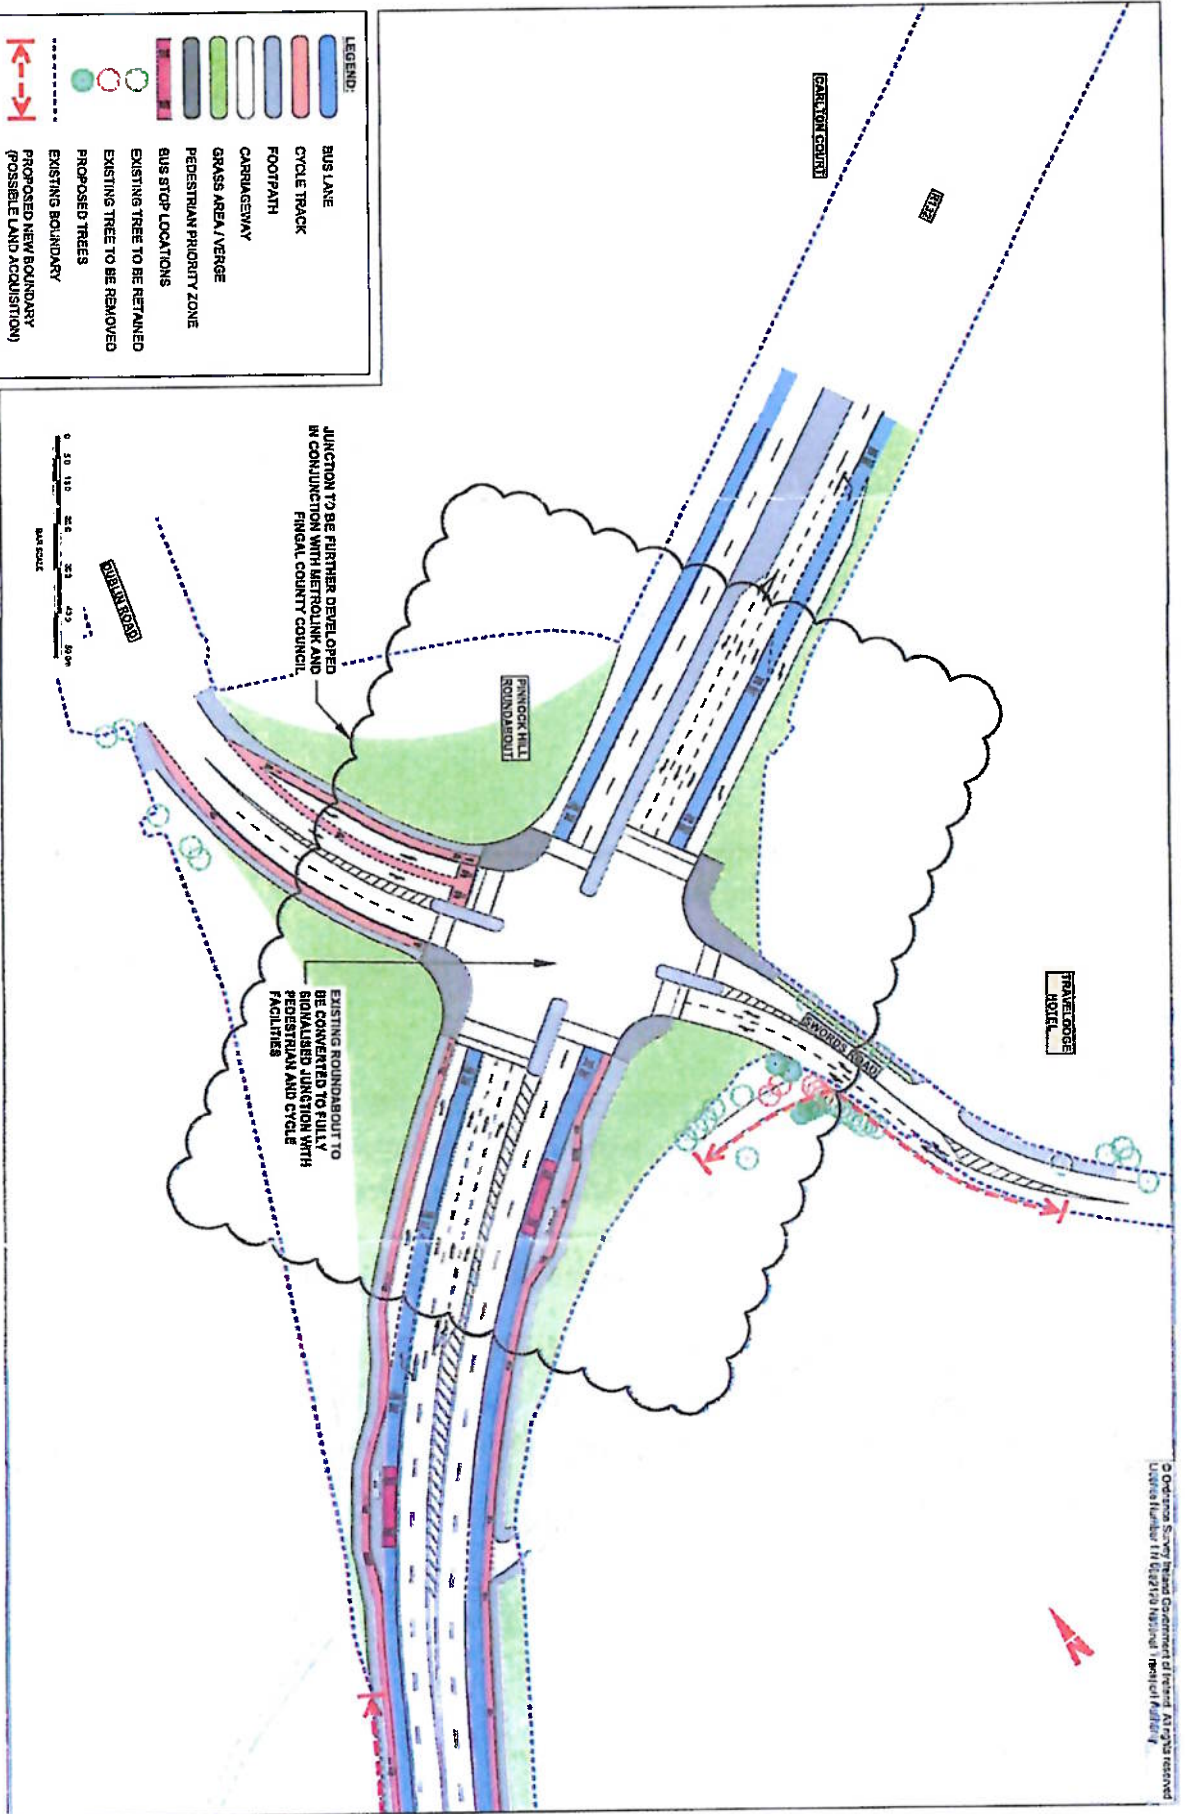 © Ordnance Survey Ireland Government of Ireland. All rights reserved
CARLTON COURT
R132
TRAVELODGE
HOTEL
SWORDS ROAD
PINNOCK HILL
ROUNDABOUT
JUNCTION TO BE FURTHER DEVELOPED
IN CONJUNCTION WITH METROLINK AND
FINGAL COUNTY COUNCIL
EXISTING ROUNDABOUT TO
BE CONVERTED TO FULLY
SIGNALISED JUNCTION WITH
PEDESTRIAN AND CYCLE
FACILITIES
DUBLIN ROAD
BAR SCALE
LEGEND:
BUS LANE
CYCLE TRACK
FOOTPATH
CARRIAGEWAY
GRASS AREA / VERGE
PEDESTRIAN PRIORITY ZONE
BUS STOP LOCATIONS
EXISTING TREE TO BE RETAINED
EXISTING TREE TO BE REMOVED
PROPOSED TREES
EXISTING BOUNDARY
PROPOSED NEW BOUNDARY
(POSSIBLE LAND ACQUISITION)